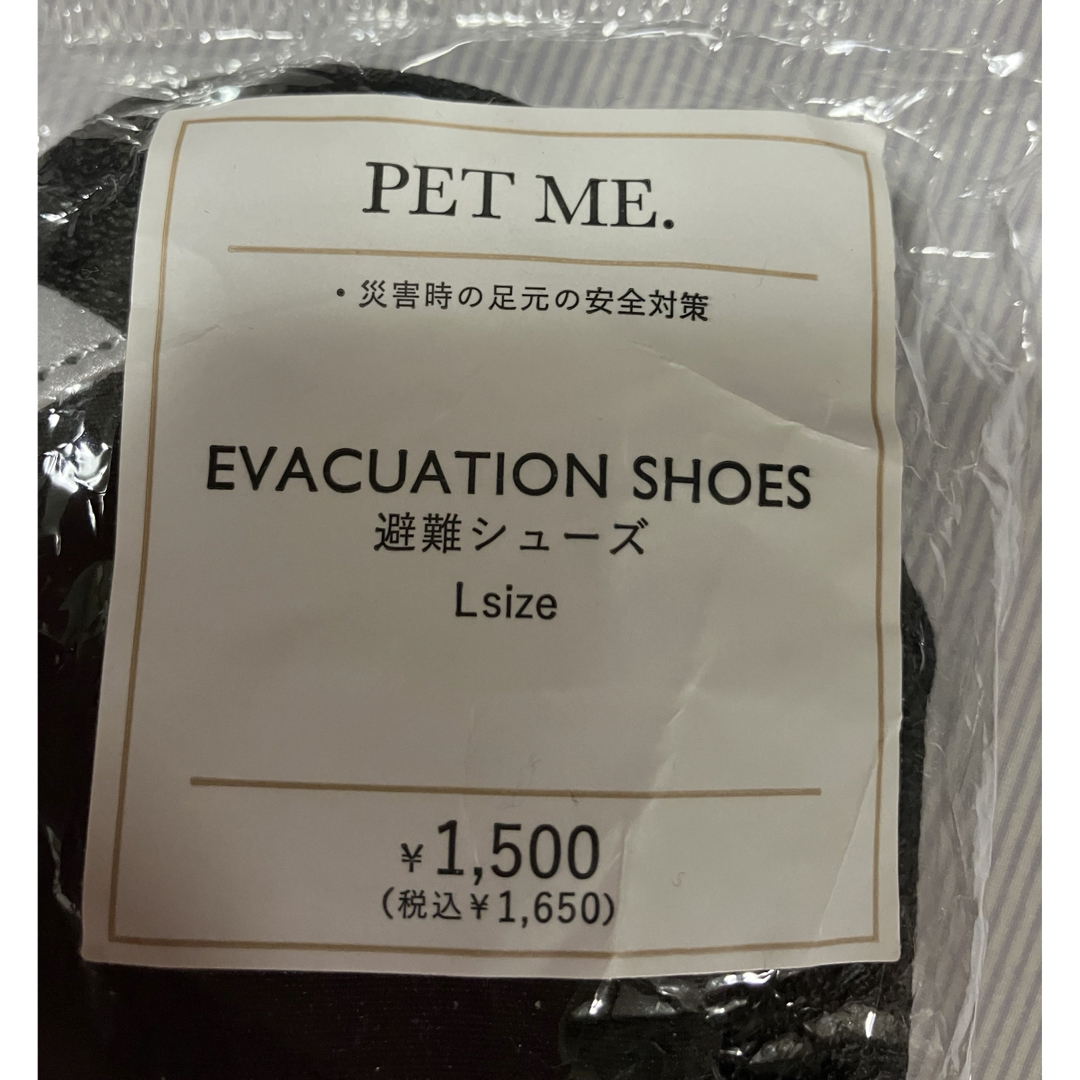 PET ME.
・災害時の足元の安全対策
EVACUATION SHOES
避難シューズ
Lsize
¥1,500
(税込¥1,650)